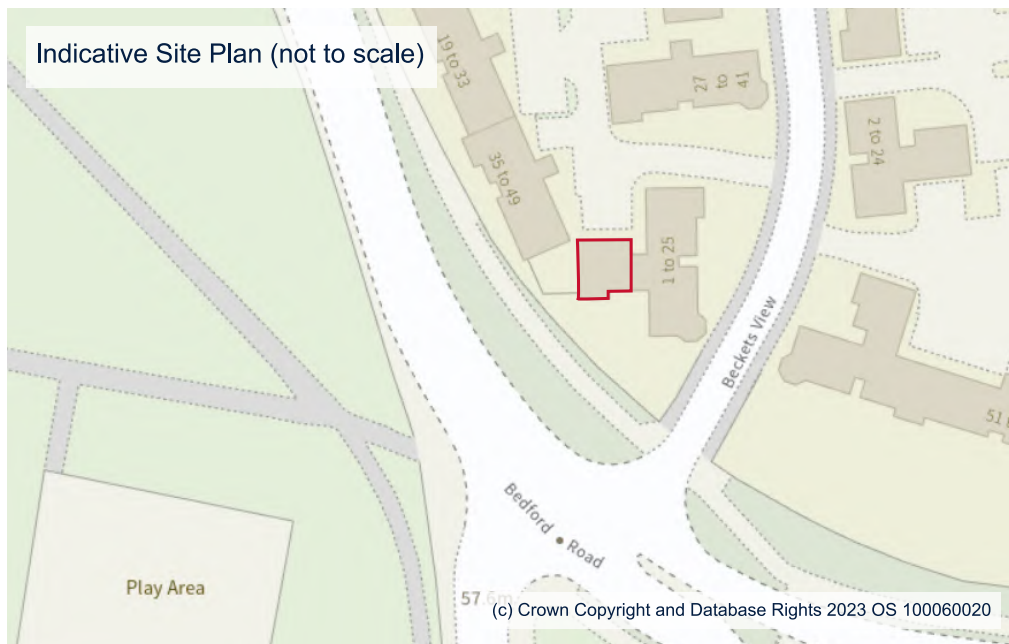 Indicative Site Plan (not to scale)
19 to 33
27
to
41
2 to 24
35 to 49
1 to 25
Beckets View
51
Bedford
Road
Play Area
57.6m
(c) Crown Copyright and Database Rights 2023 OS 100060020